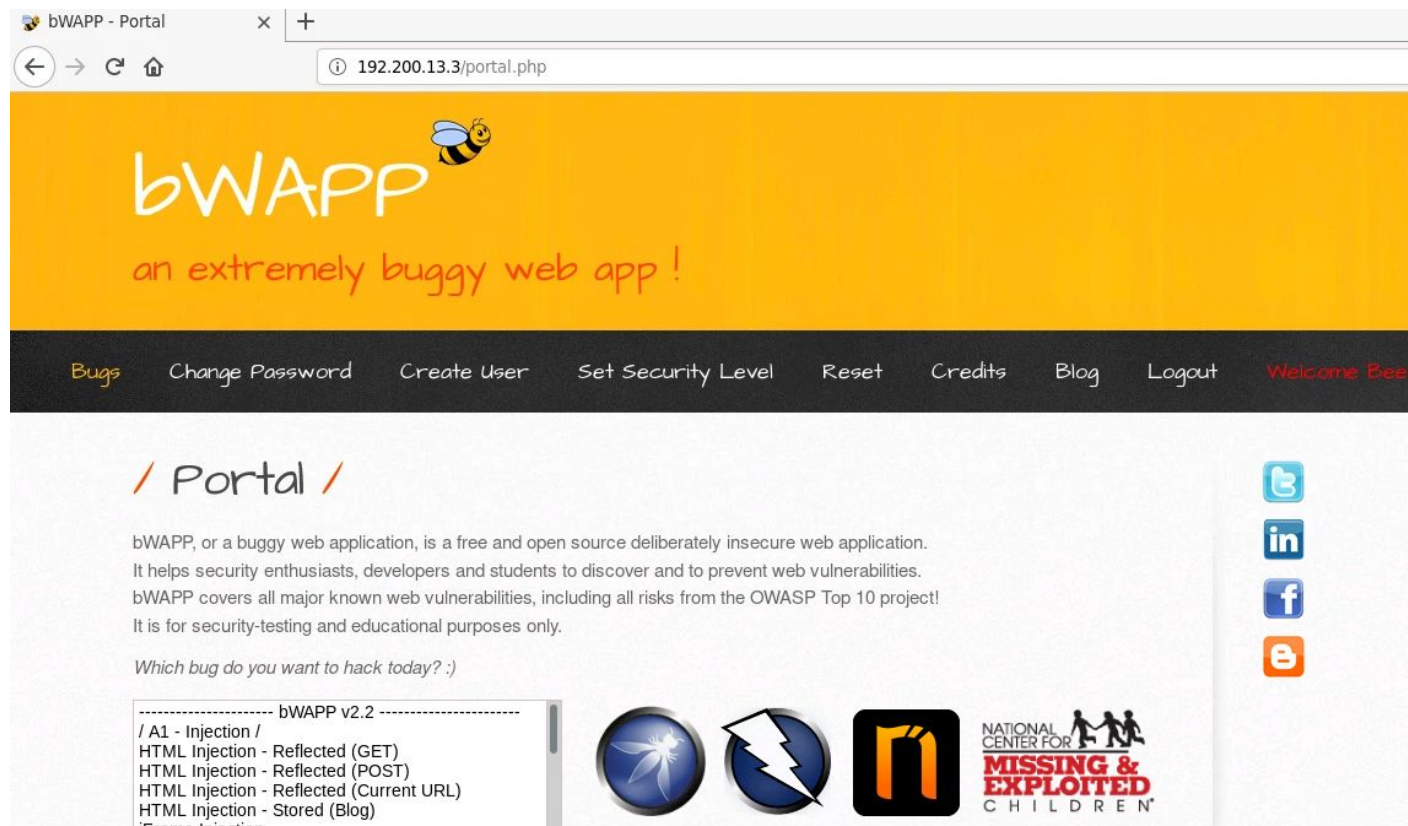 bWAPP - Portal
192.200.13.3/portal.php
bWAPP
an extremely buggy web app !
Bugs Change Password Create User Set Security Level Reset Credits Blog Logout Welcome Bee
/ Portal /
bWAPP, or a buggy web application, is a free and open source deliberately insecure web application.
It helps security enthusiasts, developers and students to discover and to prevent web vulnerabilities.
bWAPP covers all major known web vulnerabilities, including all risks from the OWASP Top 10 project!
It is for security-testing and educational purposes only.
Which bug do you want to hack today? :)
---------------------- bWAPP v2.2 -----------------------
/ A1 - Injection /
HTML Injection - Reflected (GET)
HTML Injection - Reflected (POST)
HTML Injection - Reflected (Current URL)
HTML Injection - Stored (Blog)
NATIONAL
CENTER FOR
MISSING &
EXPLOITED
CHILDREN